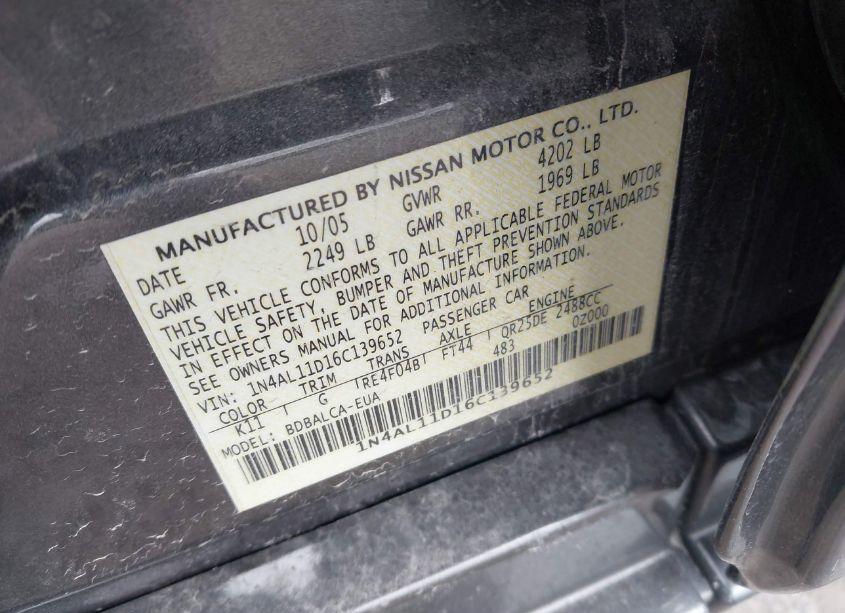 MANUFACTURED BY NISSAN MOTOR CO., LTD.
DATE 10/05 GVWR 4202 LB
GAWR FR. 2249 LB GAWR RR. 1969 LB
THIS VEHICLE CONFORMS TO ALL APPLICABLE FEDERAL MOTOR
VEHICLE SAFETY, BUMPER AND THEFT PREVENTION STANDARDS
IN EFFECT ON THE DATE OF MANUFACTURE SHOWN ABOVE.
SEE OWNERS MANUAL FOR ADDITIONAL INFORMATION.
VIN: 1N4AL11D16C139652 PASSENGER CAR
COLOR TRIM TRANS AXLE ENGINE
K11 G RE4F04B FT44 QR25DE 2488CC
MODEL: BDBALCA-EUA 483 0Z000
1N4AL11D16C139652